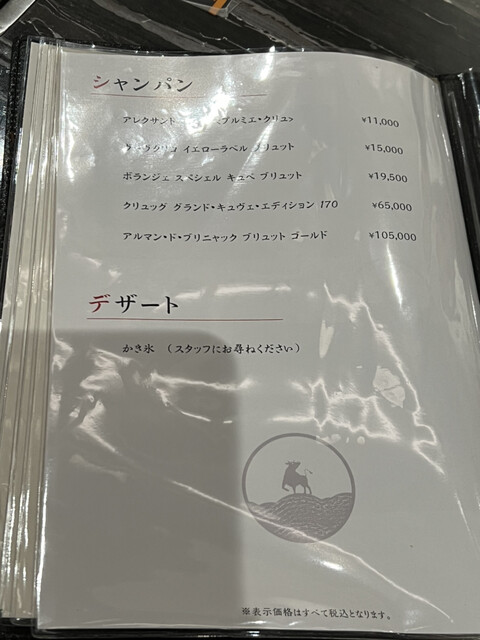 シャンパン
アレクサンド プルミエ・クリュ> ¥11,000
イエローラベル ブリュット ¥15,000
ボランジェ スペシェル キュベ ブリュット ¥19,500
クリュッグ グランド・キュヴェ・エディション 170 ¥65,000
アルマン・ド・ブリニャック ブリュット ゴールド ¥105,000
デザート
かき氷 （スタッフにお尋ねください）
※表示価格はすべて税込となります。